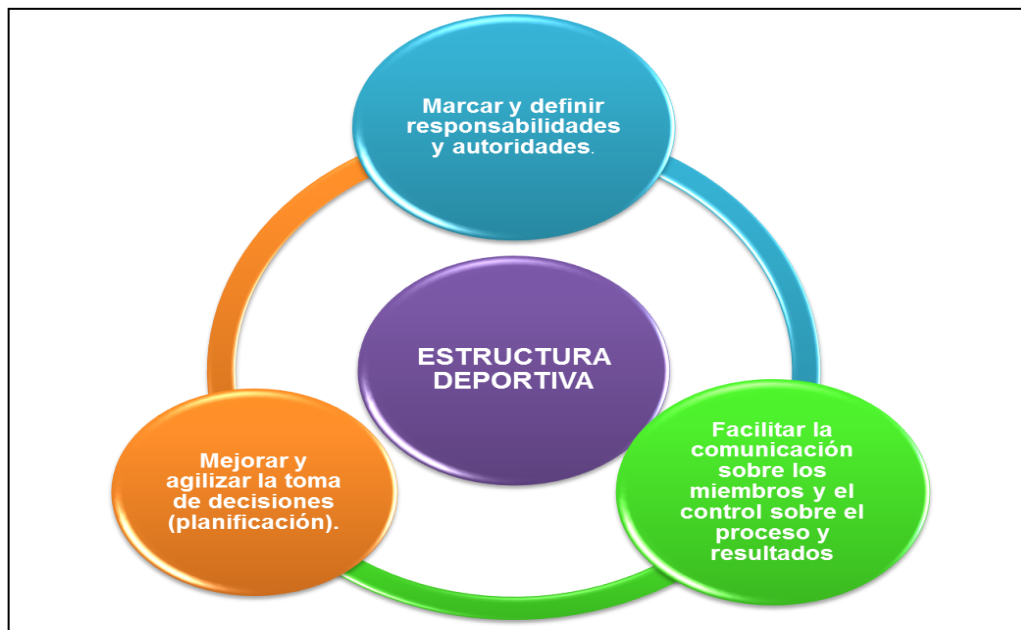 Marcar y definir
responsabilidades
y autoridades.
ESTRUCTURA
DEPORTIVA
Mejorar y
agilizar la toma
de decisiones
(planificación).
Facilitar la
comunicación
sobre los
miembros y el
control sobre el
proceso y
resultados